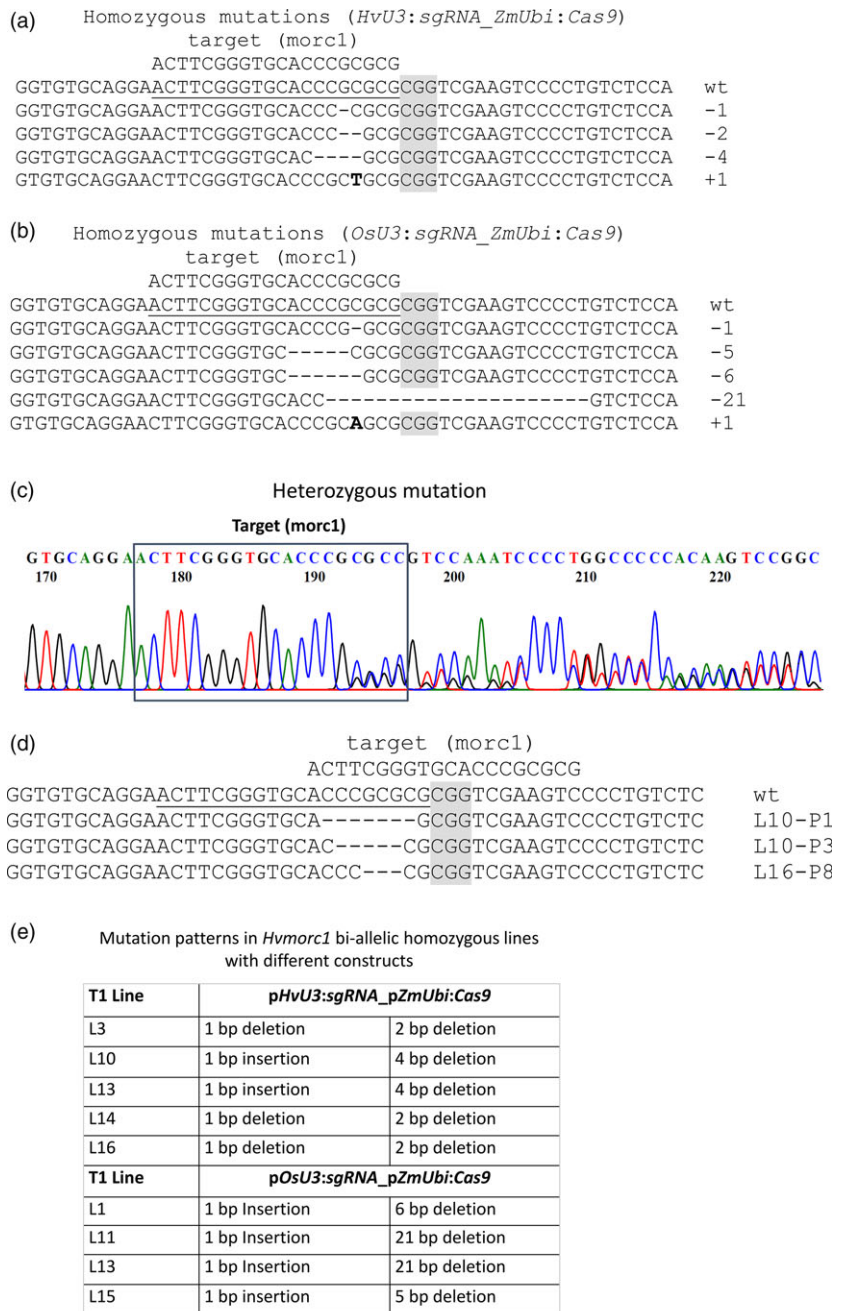 (a)
Homozygous mutations (HvU3:sgRNA_ZmUbi:Cas9)
target (morc1)
ACTTCGGGTGCACCCGCGCG
GGTGTGCAGGAACTTCGGGTGCACCCGCGCGCGGTCGAAGTCCCCTGTCTCCA wt
GGTGTGCAGGAACTTCGGGTGCACCC-CGCGCGGTCGAAGTCCCCTGTCTCCA -1
GGTGTGCAGGAACTTCGGGTGCACCC--GCGCGGTCGAAGTCCCCTGTCTCCA -2
GGTGTGCAGGAACTTCGGGTGCAC----GCGCGGTCGAAGTCCCCTGTCTCCA -4
GTGTGCAGGAACTTCGGGTGCACCCGCTGCGCGGTCGAAGTCCCCTGTCTCCA +1
(b)
Homozygous mutations (OsU3:sgRNA_ZmUbi:Cas9)
target (morc1)
ACTTCGGGTGCACCCGCGCG
GGTGTGCAGGAACTTCGGGTGCACCCGCGCGCGGTCGAAGTCCCCTGTCTCCA wt
GGTGTGCAGGAACTTCGGGTGCACCCG-GCGCGGTCGAAGTCCCCTGTCTCCA -1
GGTGTGCAGGAACTTCGGGTGC-----CGCGCGGTCGAAGTCCCCTGTCTCCA -5
GGTGTGCAGGAACTTCGGGTGC------GCGCGGTCGAAGTCCCCTGTCTCCA -6
GGTGTGCAGGAACTTCGGGTGCACC---------------------GTCTCCA -21
GTGTGCAGGAACTTCGGGTGCACCCGCAGCGCGGTCGAAGTCCCCTGTCTCCA +1
(c)
Heterozygous mutation
Target (morc1)
GTGCAGGAACTTCGGGTGCACCCGCGCCGTCCAAATCCCCTGGCCCCCACAAGTCCGGC
170 180 190 200 210 220
(d)
target (morc1)
ACTTCGGGTGCACCCGCGCG
GGTGTGCAGGAACTTCGGGTGCACCCGCGCGCGGTCGAAGTCCCCTGTCTC wt
GGTGTGCAGGAACTTCGGGTGCA-------GCGGTCGAAGTCCCCTGTCTC L10-P1
GGTGTGCAGGAACTTCGGGTGCAC-----CGCGGTCGAAGTCCCCTGTCTC L10-P3
GGTGTGCAGGAACTTCGGGTGCACCC---CGCGGTCGAAGTCCCCTGTCTC L16-P8
(e)
Mutation patterns in Hvmorc1 bi-allelic homozygous lines
with different constructs
T1 Line pHvU3:sgRNA_pZmUbi:Cas9
L3 1 bp deletion 2 bp deletion
L10 1 bp insertion 4 bp deletion
L13 1 bp insertion 4 bp deletion
L14 1 bp deletion 2 bp deletion
L16 1 bp deletion 2 bp deletion
T1 Line pOsU3:sgRNA_pZmUbi:Cas9
L1 1 bp Insertion 6 bp deletion
L11 1 bp Insertion 21 bp deletion
L13 1 bp Insertion 21 bp deletion
L15 1 bp insertion 5 bp deletion